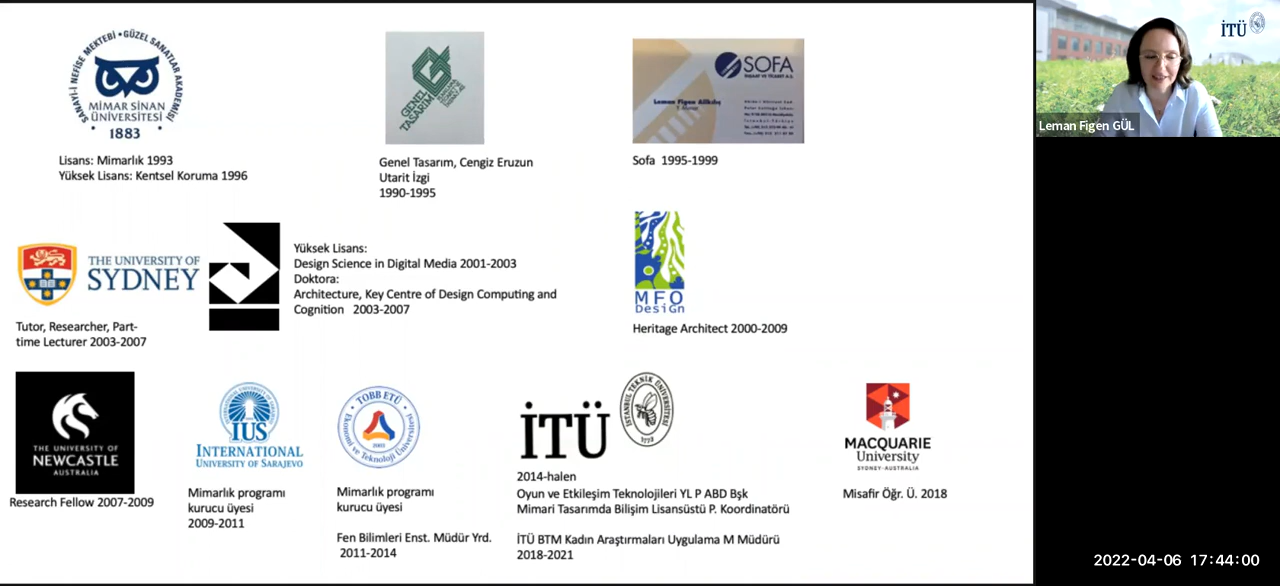 SANAYİ-İ NEFİSE MEKTEBİ • GÜZEL SANATLAR AKADEMİSİ
MİMAR SİNAN
ÜNİVERSİTESİ
• 1883 •
Lisans: Mimarlık 1993
Yüksek Lisans: Kentsel Koruma 1996
GENEL
TASARIM
Genel Tasarım, Cengiz Eruzun
Utarit İzgi
1990-1995
SOFA
İNŞAAT VE TİCARET A.Ş.
Leman Figen
Sofa 1995-1999
İTÜ
Leman Figen GÜL
THE UNIVERSITY OF
SYDNEY
Tutor, Researcher, Part-
time Lecturer 2003-2007
Yüksek Lisans:
Design Science in Digital Media 2001-2003
Doktora:
Architecture, Key Centre of Design Computing and
Cognition 2003-2007
MFO
DesiGn
Heritage Architect 2000-2009
THE UNIVERSITY OF
NEWCASTLE
AUSTRALIA
Research Fellow 2007-2009
IUS
INTERNATIONAL
UNIVERSITY OF SARAJEVO
Mimarlık programı
kurucu üyesi
2009-2011
TOBB ETÜ
Ekonomi ve Teknoloji Üniversitesi
2003
Mimarlık programı
kurucu üyesi
Fen Bilimleri Enst. Müdür Yrd.
2011-2014
İTÜ
İSTANBUL TEKNİK ÜNİVERSİTESİ
1773
2014-halen
Oyun ve Etkileşim Teknolojileri YL P ABD Bşk
Mimari Tasarımda Bilişim Lisansüstü P. Koordinatörü
İTÜ BTM Kadın Araştırmaları Uygulama M Müdürü
2018-2021
MACQUARIE
University
SYDNEY·AUSTRALIA
Misafir Öğr. Ü. 2018
2022-04-06 17:44:00